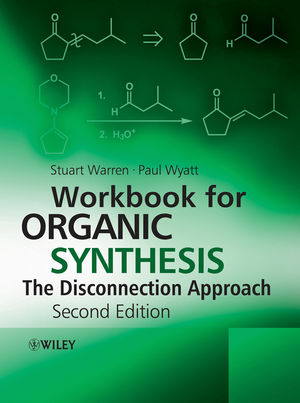 O
O
O
H
⇒
O
N
1.
O
H
2. H₃O⁺
O
Stuart Warren · Paul Wyatt
Workbook for
ORGANIC
SYNTHESIS
The Disconnection Approach
Second Edition
WILEY